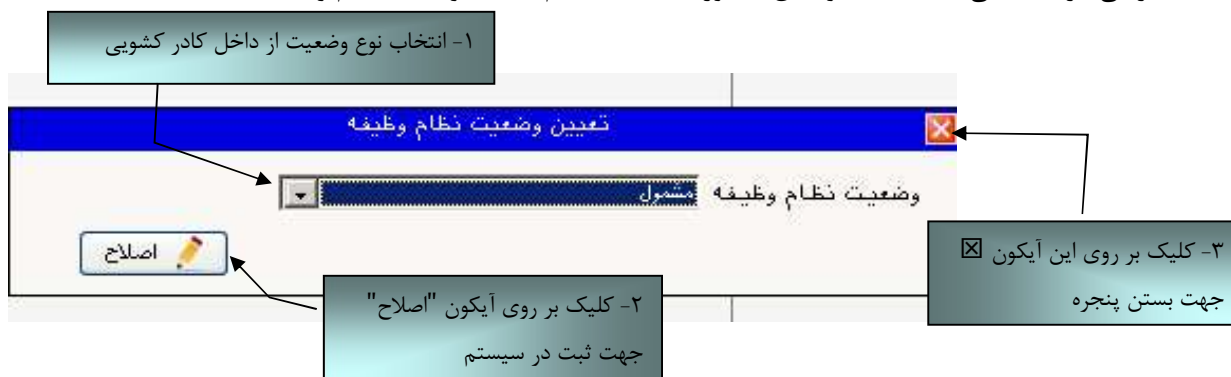 ۱- انتخاب نوع وضعیت از داخل کادر کشویی
تعیین وضعیت نظام وظیفه
وضعیت نظام وظیفه مشمول
اصلاح
۲- کلیک بر روی آیکون "اصلاح"
جهت ثبت در سیستم
۳- کلیک بر روی این آیکون ☒
جهت بستن پنجره